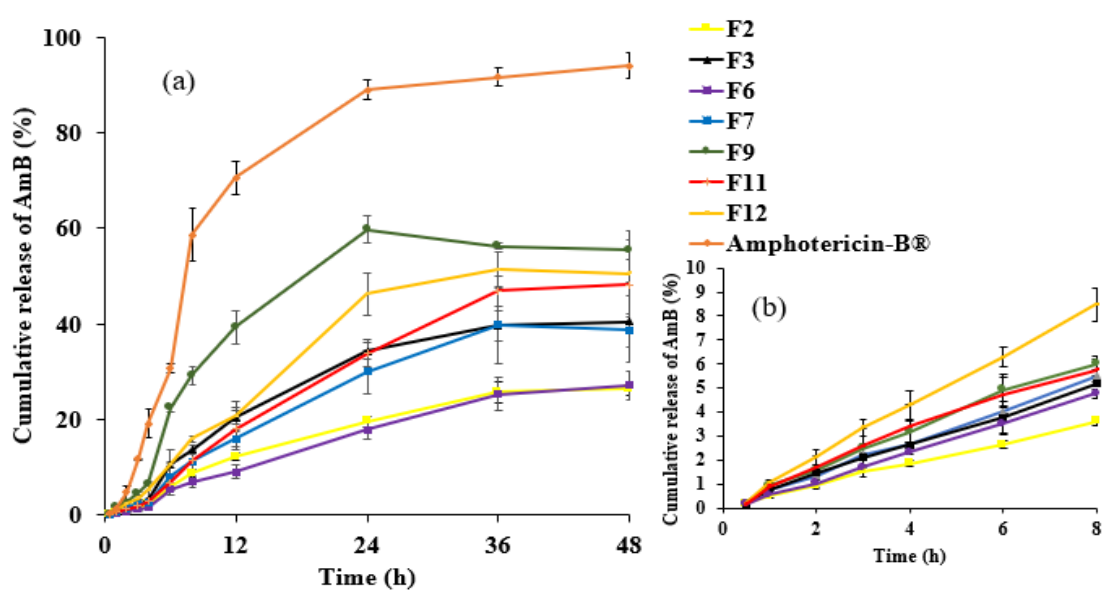 Cumulative release of AmB (%)
100
80
60
40
20
0
(a)
0 12 24 36 48
Time (h)
F2
F3
F6
F7
F9
F11
F12
Amphotericin-B®
Cumulative release of AmB (%)
10
9
8
7
6
5
4
3
2
1
0
(b)
0 2 4 6 8
Time (h)